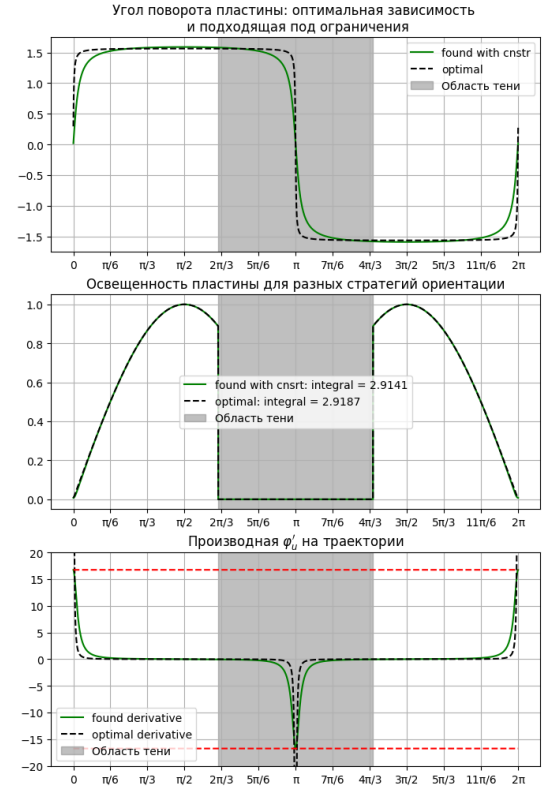 Угол поворота пластины: оптимальная зависимость
и подходящая под ограничения
1.5
1.0
0.5
0.0
−0.5
−1.0
−1.5
found with cnstr
optimal
Область тени
0 π/6 π/3 π/2 2π/3 5π/6 π 7π/6 4π/3 3π/2 5π/3 11π/6 2π
Освещенность пластины для разных стратегий ориентации
1.0
0.8
0.6
0.4
0.2
0.0
found with cnsrt: integral = 2.9141
optimal: integral = 2.9187
Область тени
0 π/6 π/3 π/2 2π/3 5π/6 π 7π/6 4π/3 3π/2 5π/3 11π/6 2π
Производная φ′ᵤ на траектории
20
15
10
5
0
−5
−10
−15
−20
found derivative
optimal derivative
Область тени
0 π/6 π/3 π/2 2π/3 5π/6 π 7π/6 4π/3 3π/2 5π/3 11π/6 2π